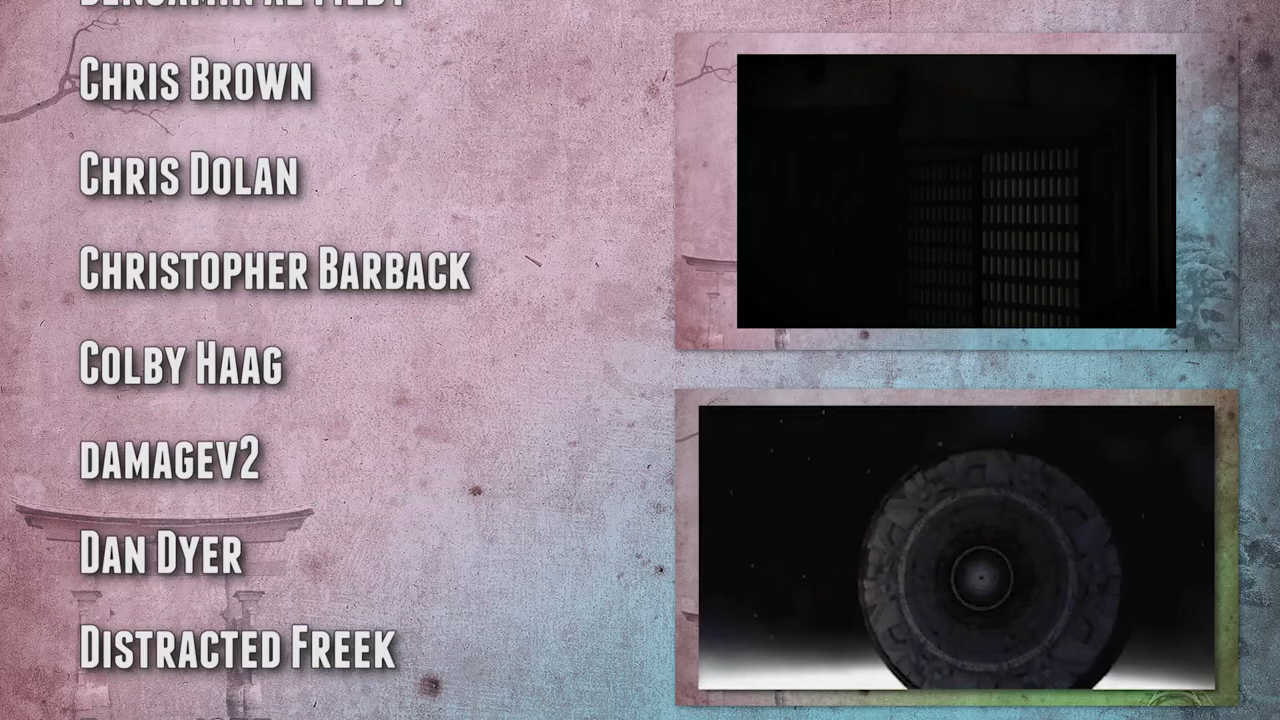 Chris Brown
Chris Dolan
Christopher Barback
Colby Haag
damagev2
Dan Dyer
Distracted Freek